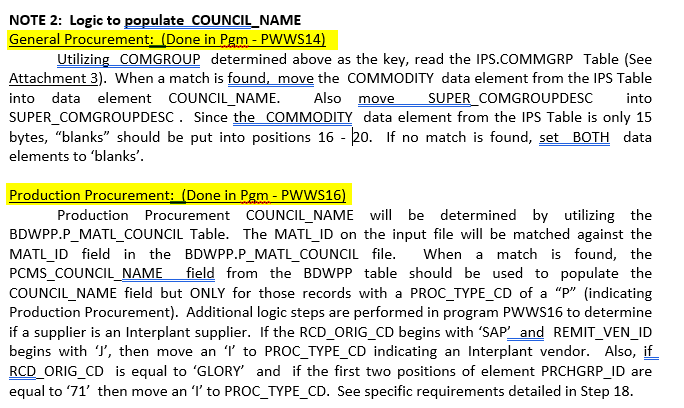 NOTE 2: Logic to populate COUNCIL_NAME
General Procurement: (Done in Pgm - PWWS14)
Utilizing COMGROUP determined above as the key, read the IPS.COMMGRP Table (See
Attachment 3). When a match is found, move the COMMODITY data element from the IPS Table
into data element COUNCIL_NAME. Also move SUPER_COMGROUPDESC into
SUPER_COMGROUPDESC . Since the COMMODITY data element from the IPS Table is only 15
bytes, “blanks” should be put into positions 16 - 20. If no match is found, set BOTH data
elements to ‘blanks’.
Production Procurement: (Done in Pgm - PWWS16)
Production Procurement COUNCIL_NAME will be determined by utilizing the
BDWPP.P_MATL_COUNCIL Table. The MATL_ID on the input file will be matched against the
MATL_ID field in the BDWPP.P_MATL_COUNCIL file. When a match is found, the
PCMS_COUNCIL_NAME field from the BDWPP table should be used to populate the
COUNCIL_NAME field but ONLY for those records with a PROC_TYPE_CD of a “P” (indicating
Production Procurement). Additional logic steps are performed in program PWWS16 to determine
if a supplier is an Interplant supplier. If the RCD_ORIG_CD begins with ‘SAP’ and REMIT_VEN_ID
begins with ‘J’, then move an ‘I’ to PROC_TYPE_CD indicating an Interplant vendor. Also, if
RCD_ORIG_CD is equal to ‘GLORY’ and if the first two positions of element PRCHGRP_ID are
equal to ‘71’ then move an ‘I’ to PROC_TYPE_CD. See specific requirements detailed in Step 18.